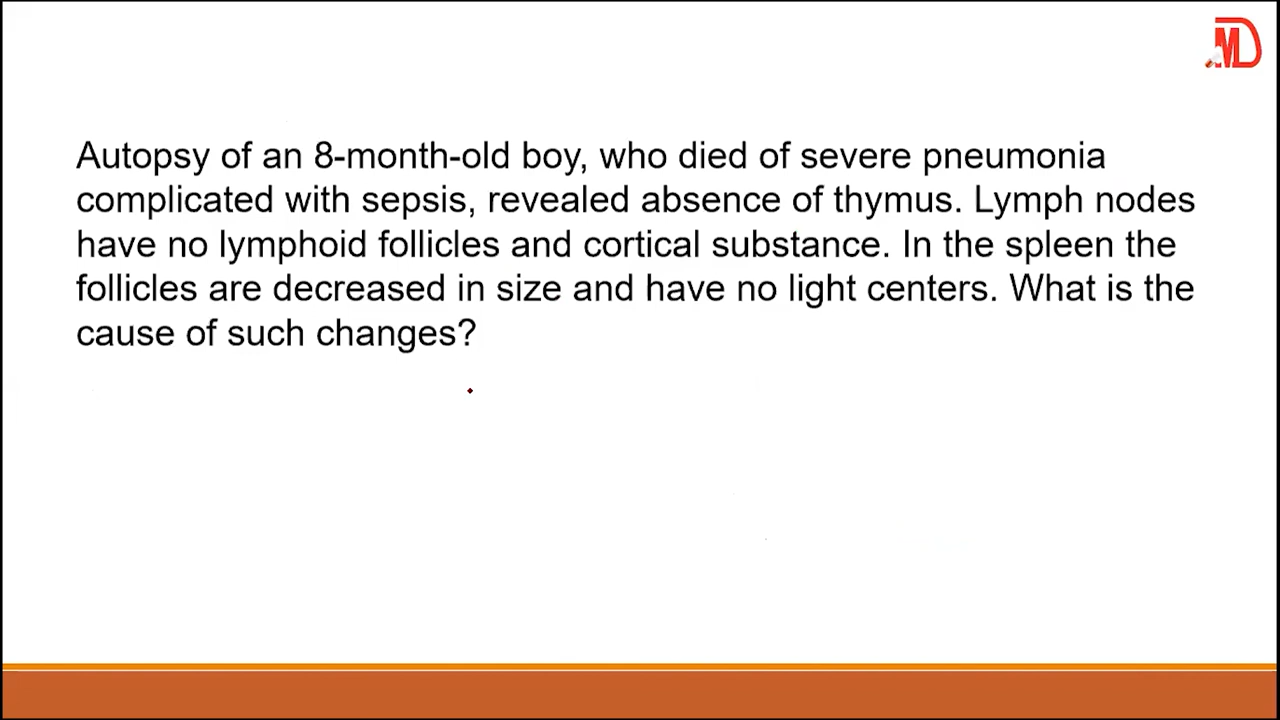 MD
Autopsy of an 8-month-old boy, who died of severe pneumonia
complicated with sepsis, revealed absence of thymus. Lymph nodes
have no lymphoid follicles and cortical substance. In the spleen the
follicles are decreased in size and have no light centers. What is the
cause of such changes?